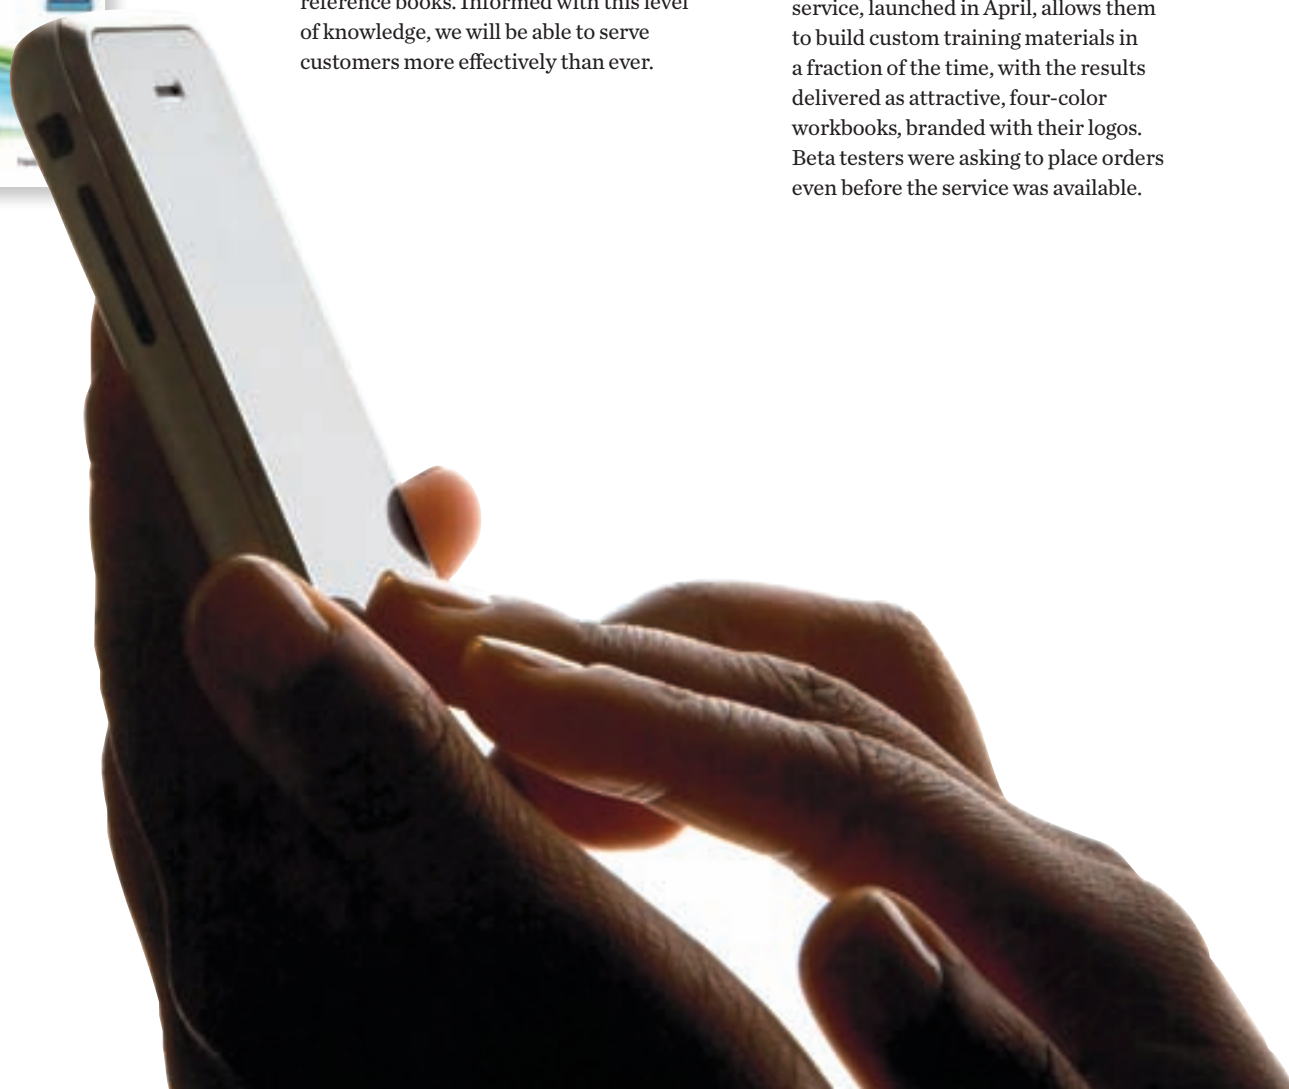 reference books. Informed with this level
of knowledge, we will be able to serve
customers more effectively than ever.
service, launched in April, allows them
to build custom training materials in
a fraction of the time, with the results
delivered as attractive, four-color
workbooks, branded with their logos.
Beta testers were asking to place orders
even before the service was available.